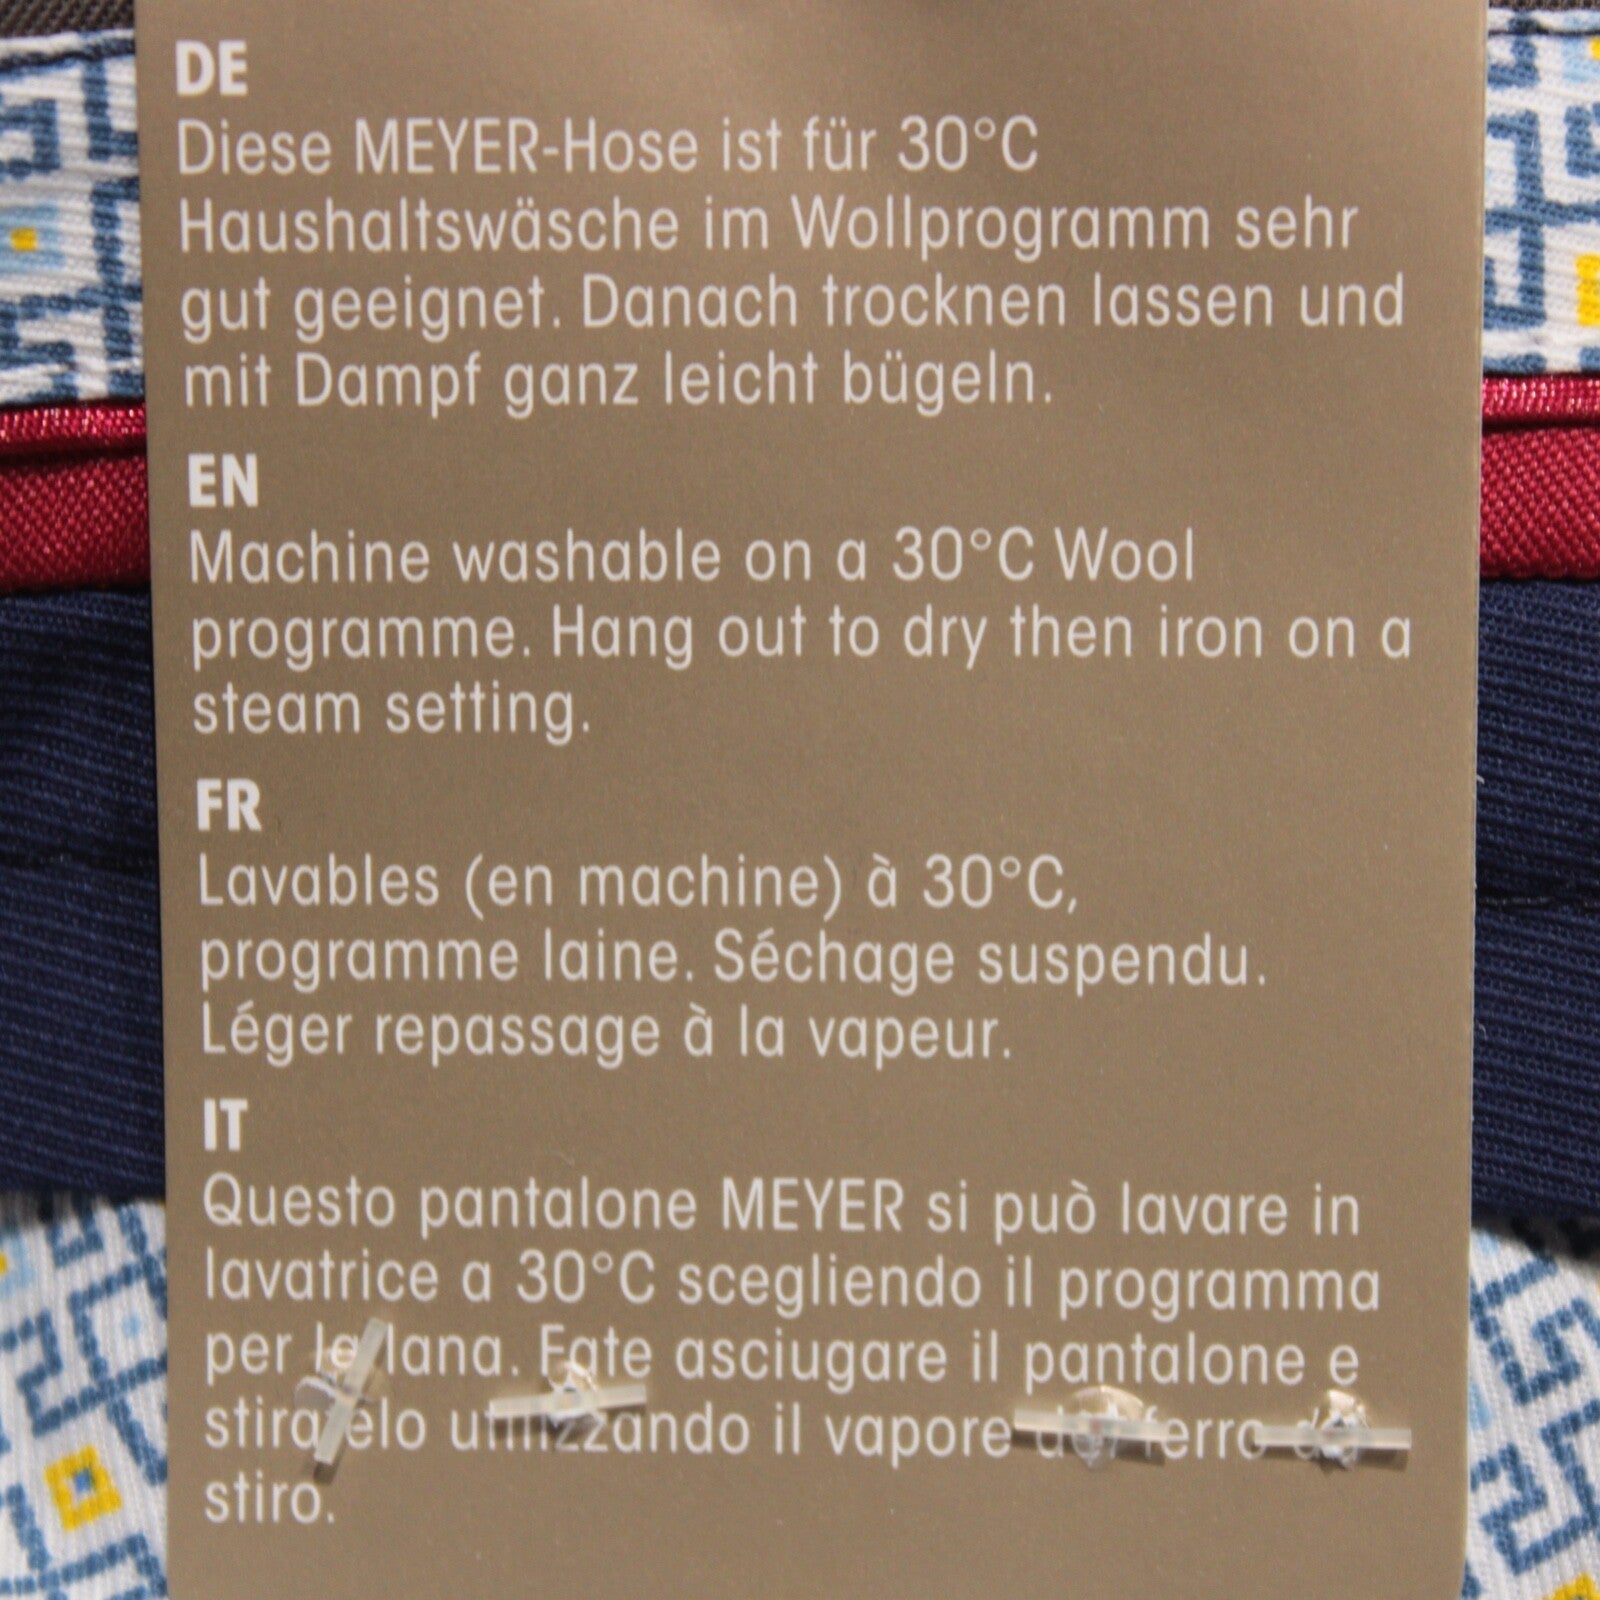 DE
Diese MEYER-Hose ist für 30°C
Haushaltswäsche im Wollprogramm sehr
gut geeignet. Danach trocknen lassen und
mit Dampf ganz leicht bügeln.
EN
Machine washable on a 30°C Wool
programme. Hang out to dry then iron on a
steam setting.
FR
Lavables (en machine) à 30°C,
programme laine. Séchage suspendu.
Léger repassage à la vapeur.
IT
Questo pantalone MEYER si può lavare in
lavatrice a 30°C scegliendo il programma
per la lana. Fate asciugare il pantalone e
stiratelo utilizzando il vapore del ferro da
stiro.